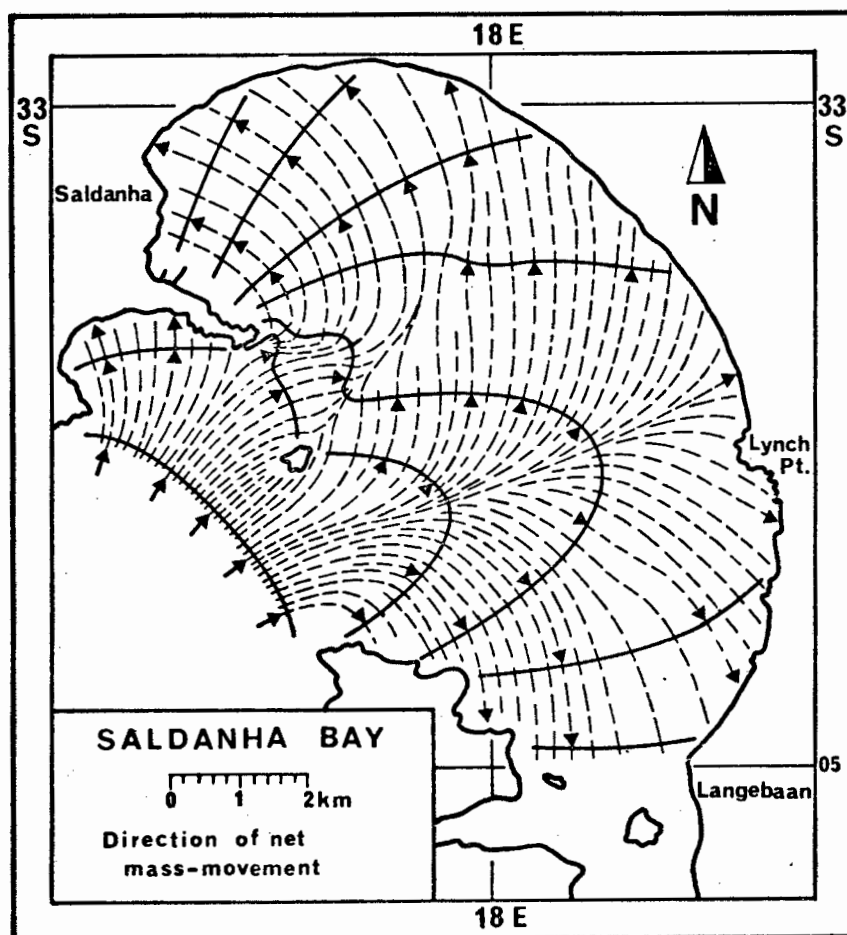 18 E
33
S
33
S
Saldanha
N
Lynch
Pt.
SALDANHA BAY
0 1 2km
Direction of net
mass-movement
05
Langebaan
18 E